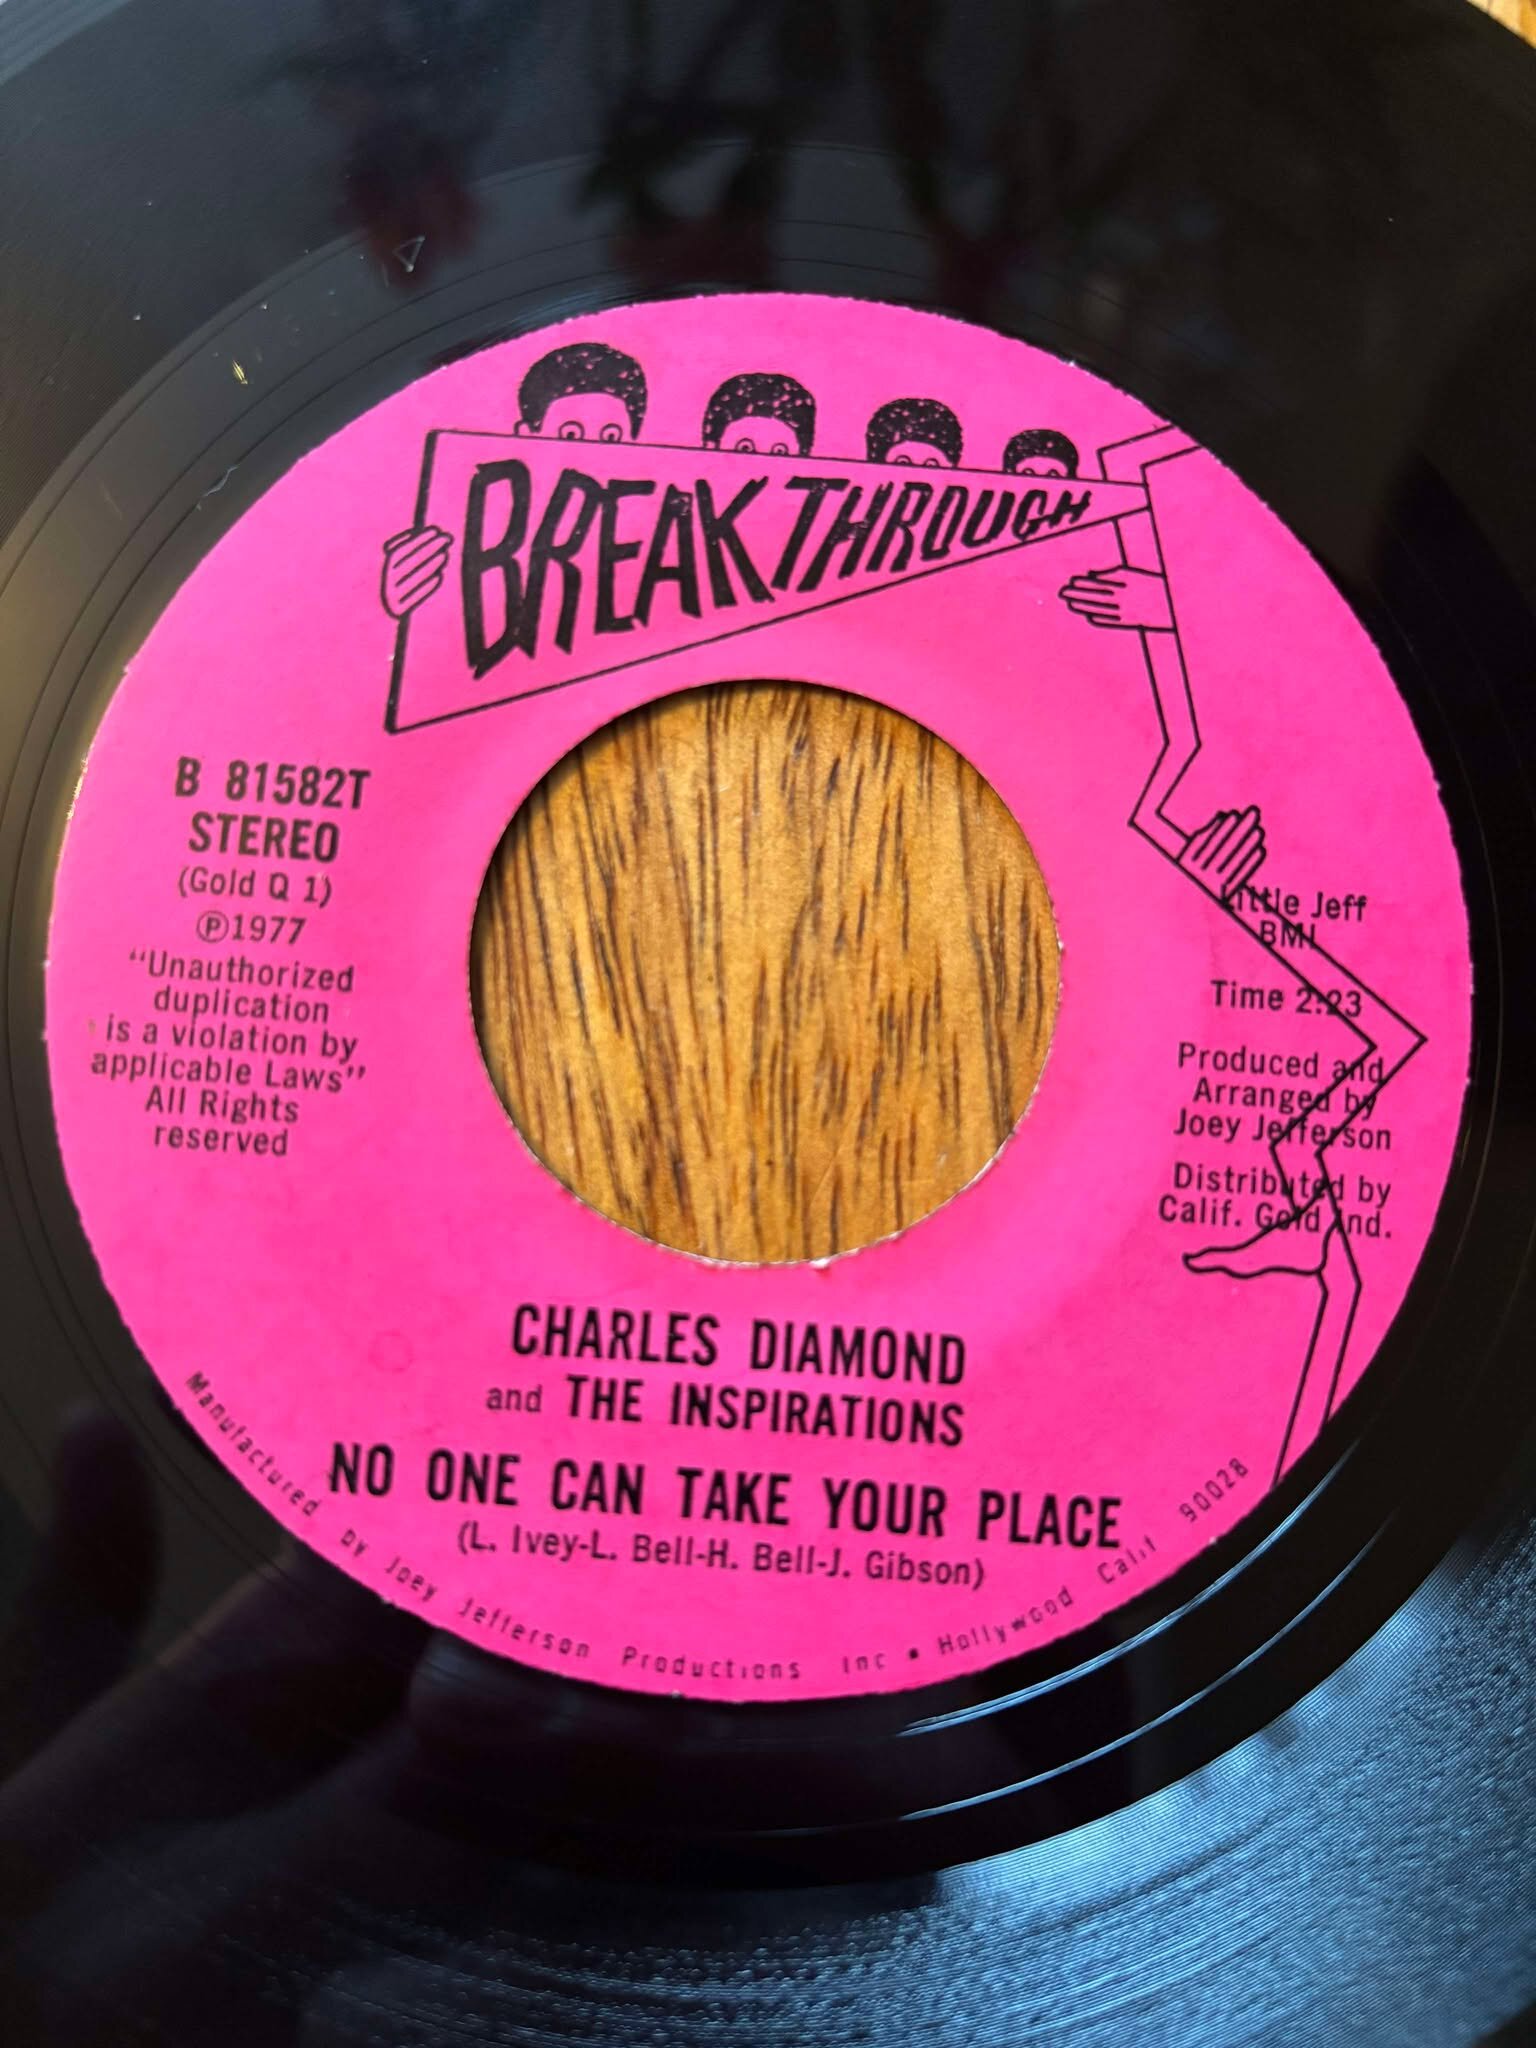 BREAKTHROUGH
B 81582T
STEREO
(Gold Q 1)
Ⓟ1977
"Unauthorized
duplication
is a violation by
applicable Laws"
All Rights
reserved
Little Jeff
BMI
Time 2:23
Produced and
Arranged by
Joey Jefferson
Distributed by
Calif. Gold Ind.
CHARLES DIAMOND
and THE INSPIRATIONS
NO ONE CAN TAKE YOUR PLACE
(L. Ivey-L. Bell-H. Bell-J. Gibson)
Manufactured by Joey Jefferson Productions Inc • Hollywood Calif 90028